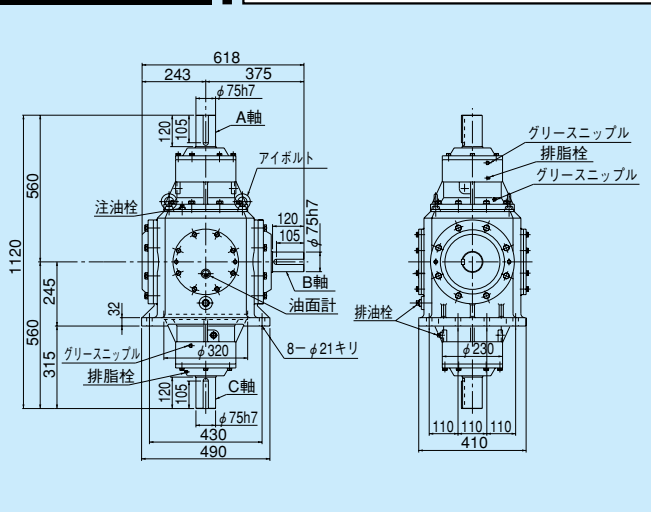 618
243
375
φ75h7
120
105
A軸
アイボルト
注油栓
560
1120
120
105
φ75h7
B軸
油面計
245
32
560
315
グリースニップル
φ320
8－φ21キリ
排脂栓
120
105
C軸
φ75h7
430
490
グリースニップル
排脂栓
グリースニップル
排油栓
φ230
110
110
110
410